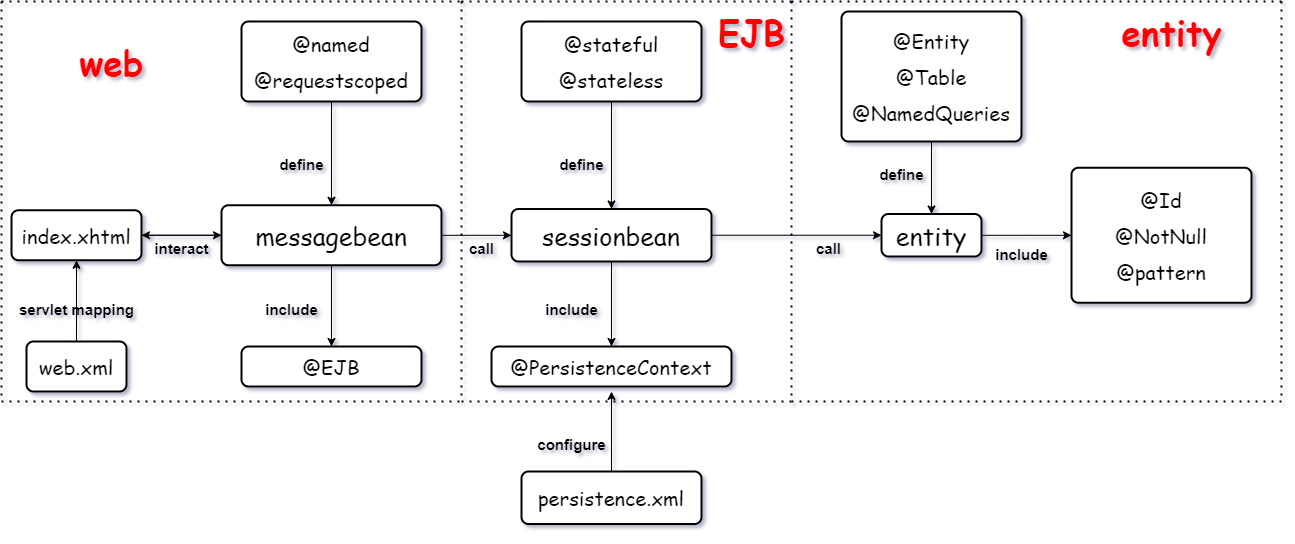 web
EJB
entity
@named
@requestscoped
@stateful
@stateless
@Entity
@Table
@NamedQueries
define
define
define
index.xhtml
interact
messagebean
call
sessionbean
call
entity
include
@Id
@NotNull
@pattern
servlet mapping
include
include
web.xml
@EJB
@PersistenceContext
configure
persistence.xml